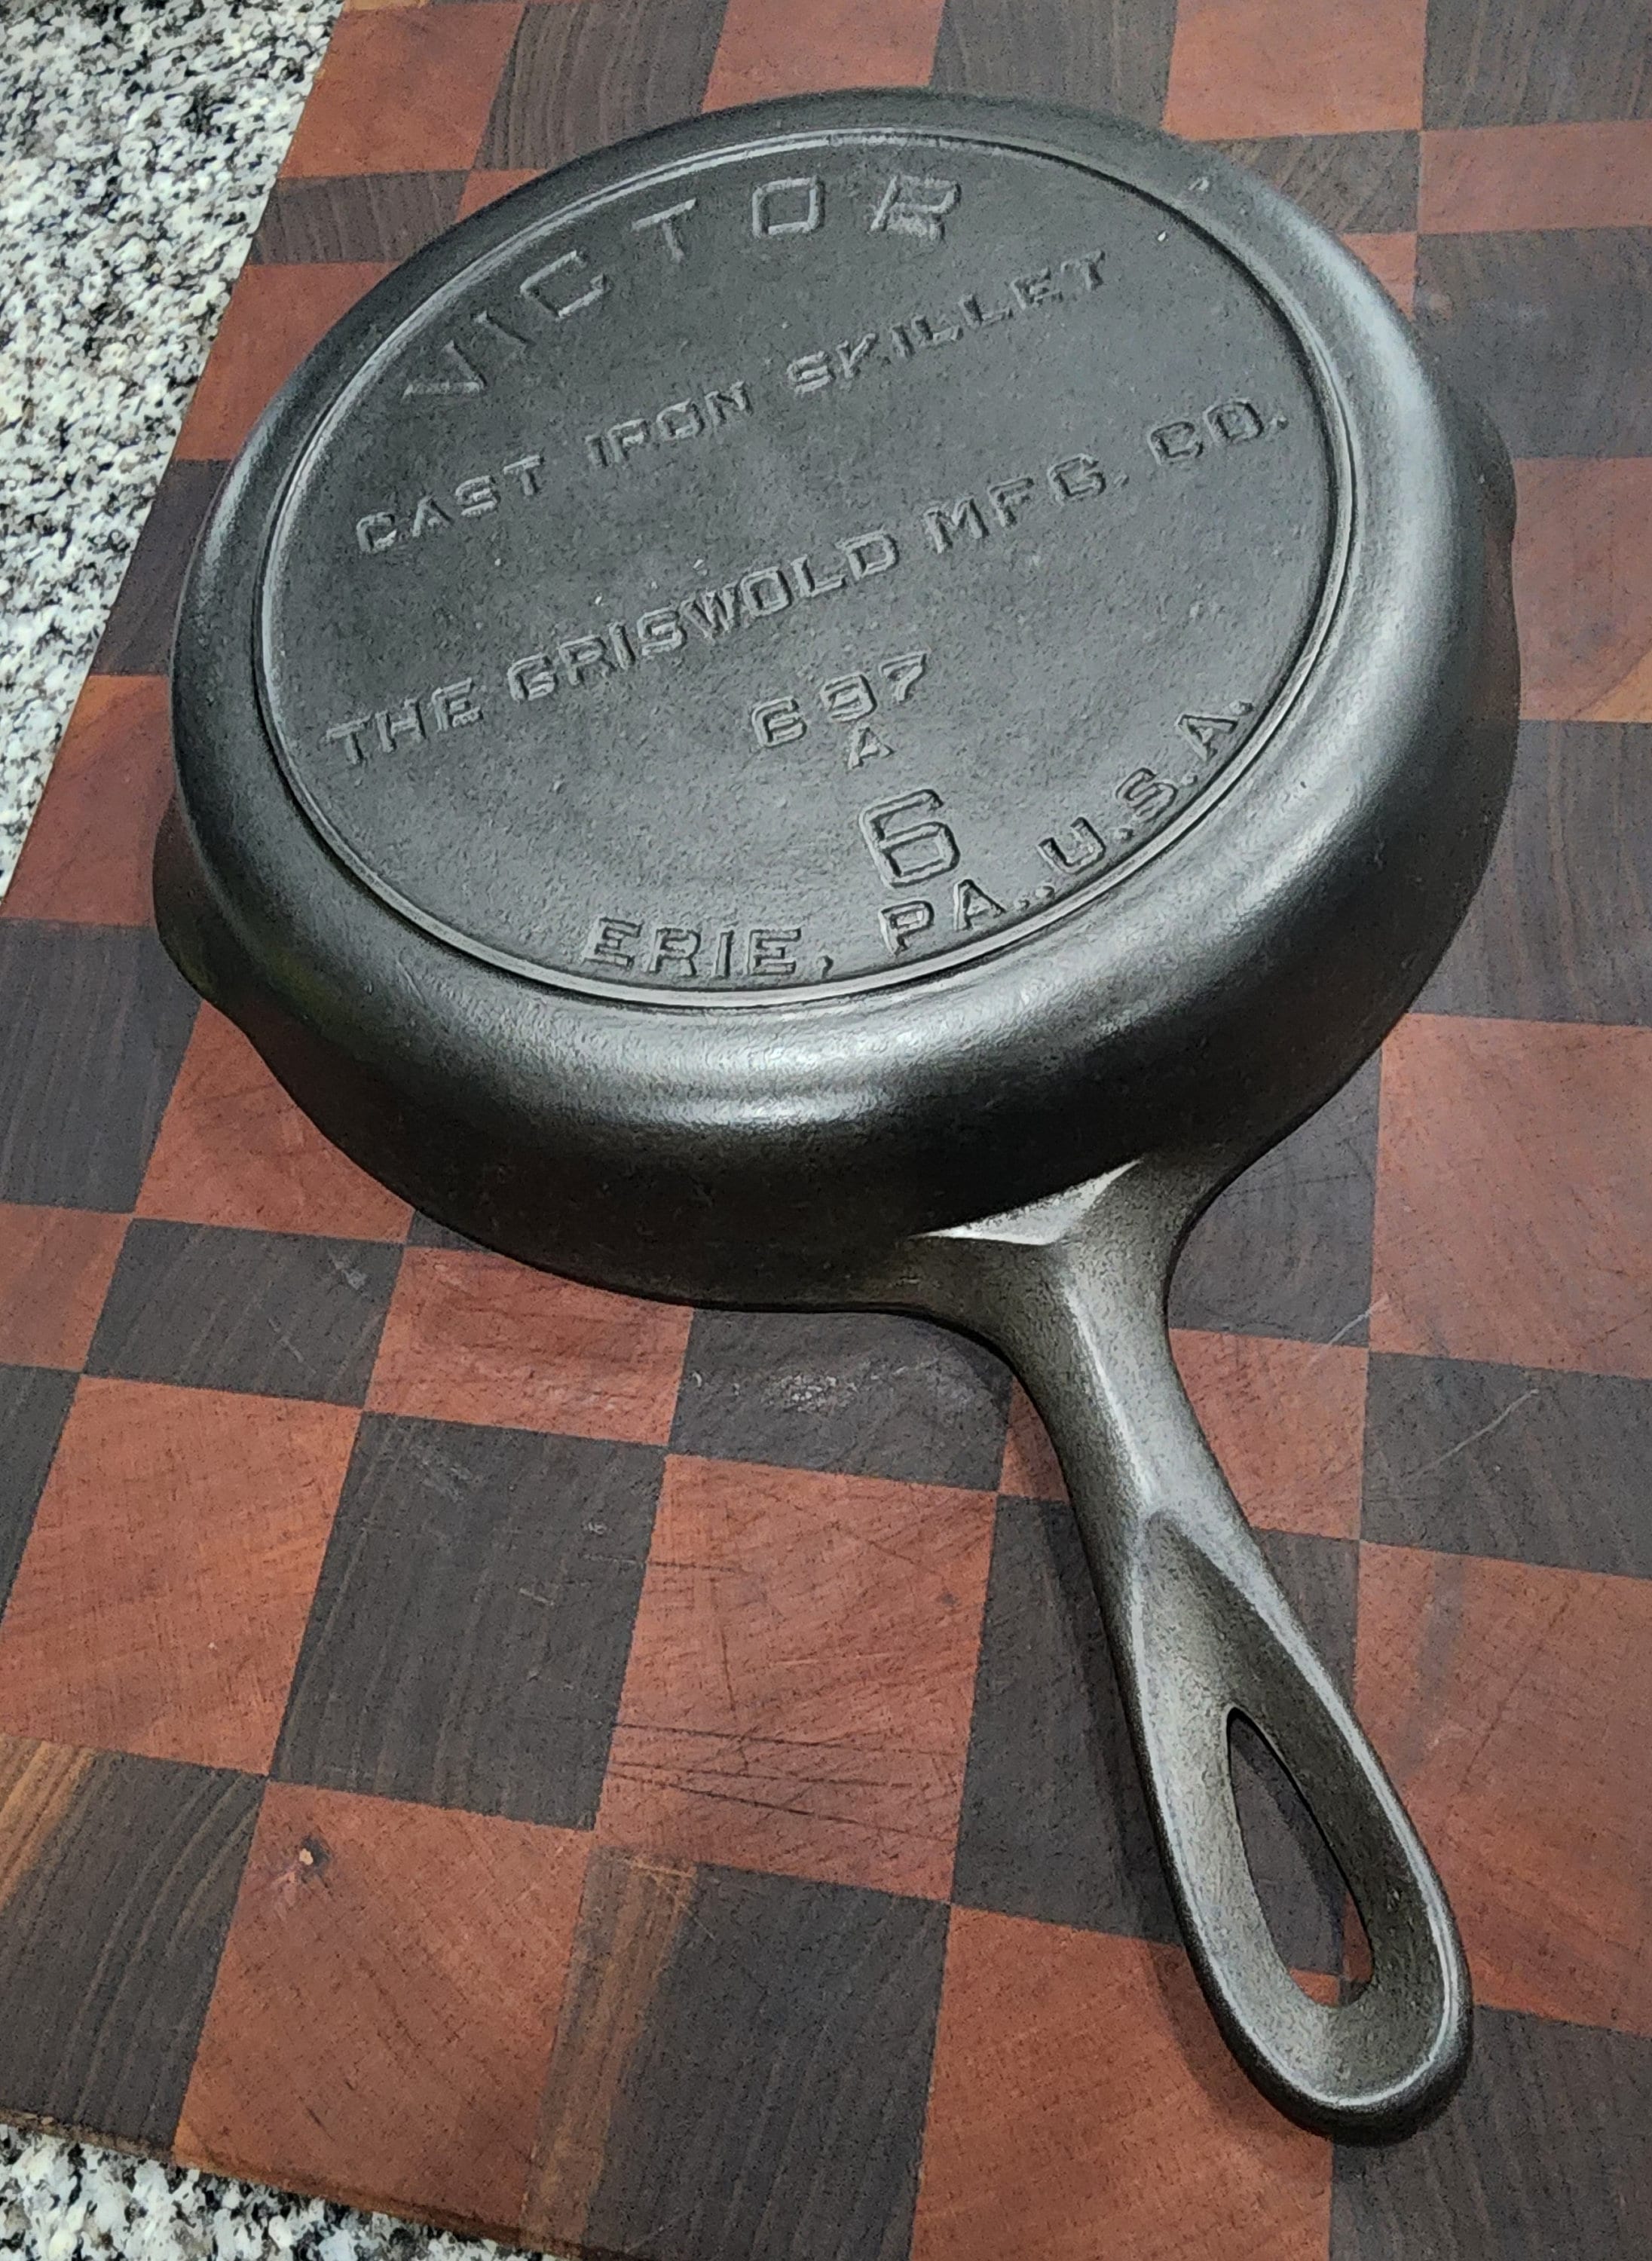 VICTOR
CAST IRON SKILLET
THE GRISWOLD MFG. CO.
697
A
6
ERIE, PA., U.S.A.